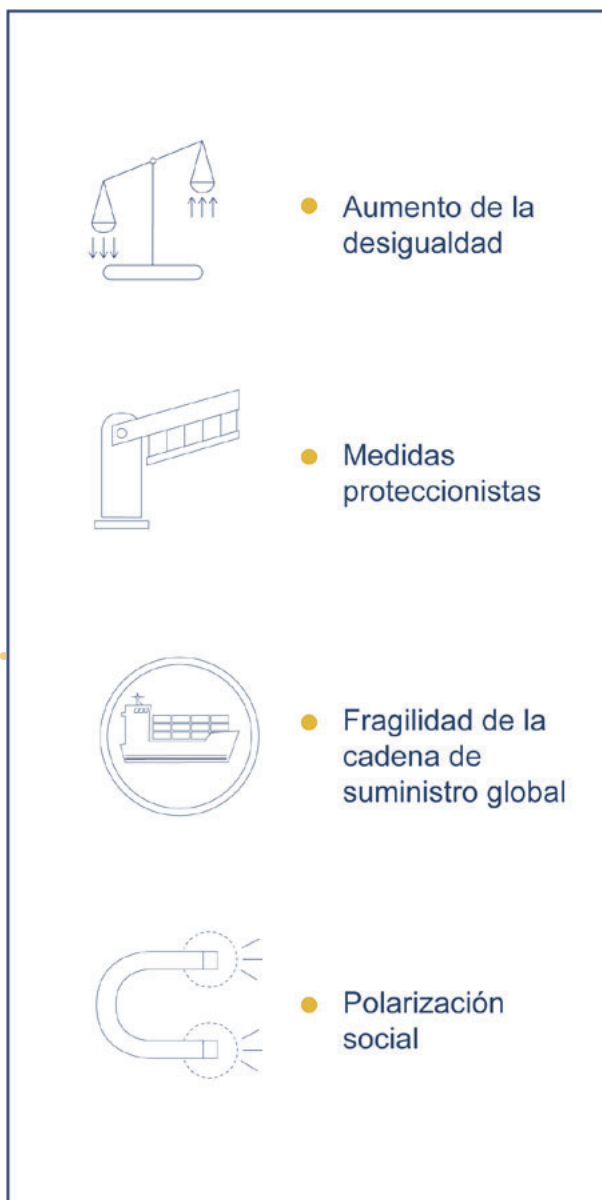 Aumento de la
desigualdad
Medidas
proteccionistas
Fragilidad de la
cadena de
suministro global
Polarización
social